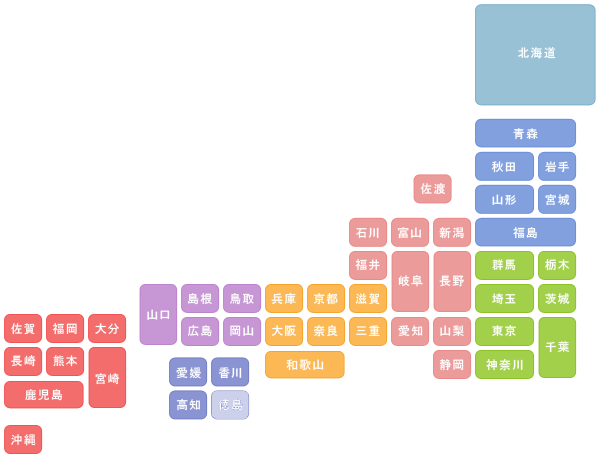 北海道
青森
秋田 岩手
佐渡
山形 宮城
石川 富山 新潟 福島
福井 岐阜 長野 群馬 栃木
山口 島根 鳥取 兵庫 京都 滋賀 埼玉 茨城
佐賀 福岡 大分 広島 岡山 大阪 奈良 三重 愛知 山梨 東京 千葉
長崎 熊本 宮崎 愛媛 香川 和歌山 静岡 神奈川
鹿児島 高知 徳島
沖縄